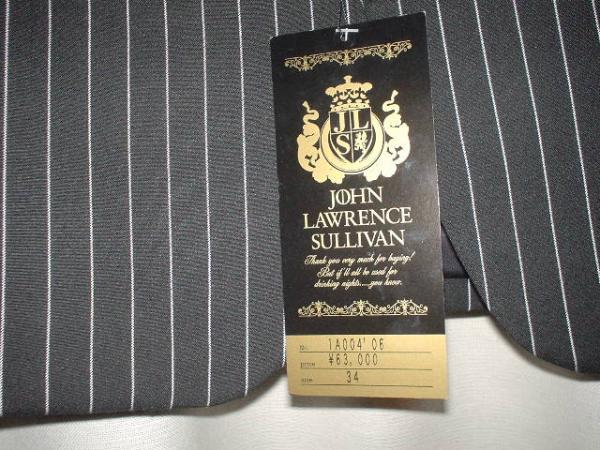 JLS
JOHN
LAWRENCE
SULLIVAN
Thank you very much for buying!
But if'll all be used for
drinking nights.....you know.
1A004'06
¥63,000
34